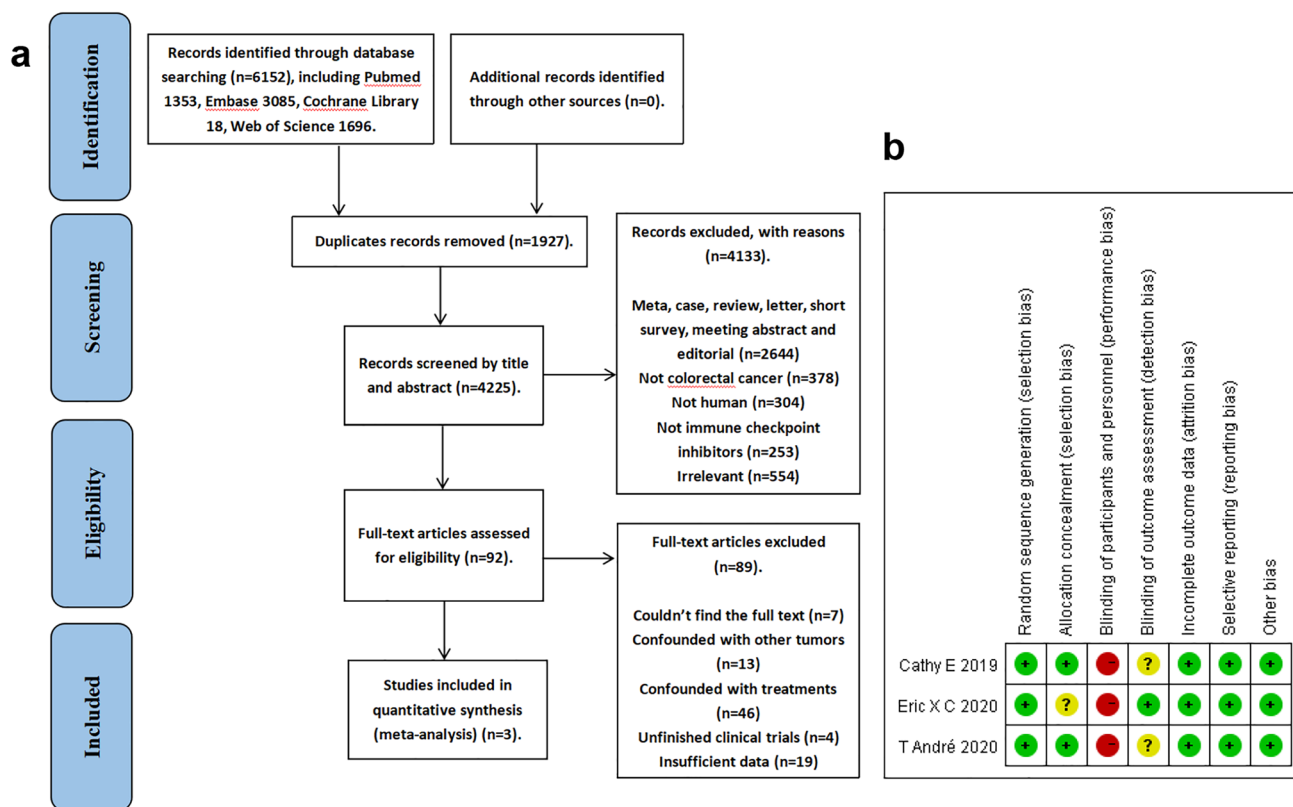 a
Identification
Records identified through database
searching (n=6152), including Pubmed
1353, Embase 3085, Cochrane Library
18, Web of Science 1696.
Additional records identified
through other sources (n=0).
Screening
Duplicates records removed (n=1927).
Records screened by title
and abstract (n=4225).
Records excluded, with reasons
(n=4133).
Meta, case, review, letter, short
survey, meeting abstract and
editorial (n=2644)
Not colorectal cancer (n=378)
Not human (n=304)
Not immune checkpoint
inhibitors (n=253)
Irrelevant (n=554)
Eligibility
Full-text articles assessed
for eligibility (n=92).
Full-text articles excluded
(n=89).
Couldn't find the full text (n=7)
Confounded with other tumors
(n=13)
Confounded with treatments
(n=46)
Unfinished clinical trials (n=4)
Insufficient data (n=19)
Included
Studies included in
quantitative synthesis
(meta-analysis) (n=3).
b
Random sequence generation (selection bias)
Allocation concealment (selection bias)
Blinding of participants and personnel (performance bias)
Blinding of outcome assessment (detection bias)
Incomplete outcome data (attrition bias)
Selective reporting (reporting bias)
Other bias
Cathy E 2019 + + - ? + + +
Eric X C 2020 + ? - + + + +
T André 2020 + + - ? + + +